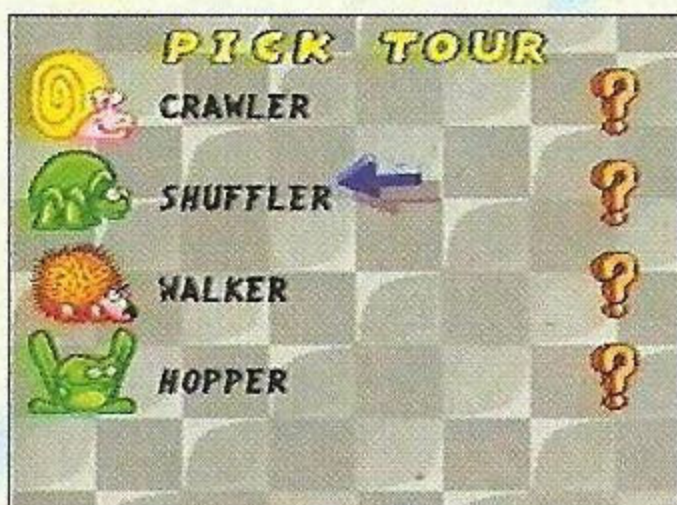 PICK TOUR
CRAWLER ?
SHUFFLER ?
WALKER ?
HOPPER ?